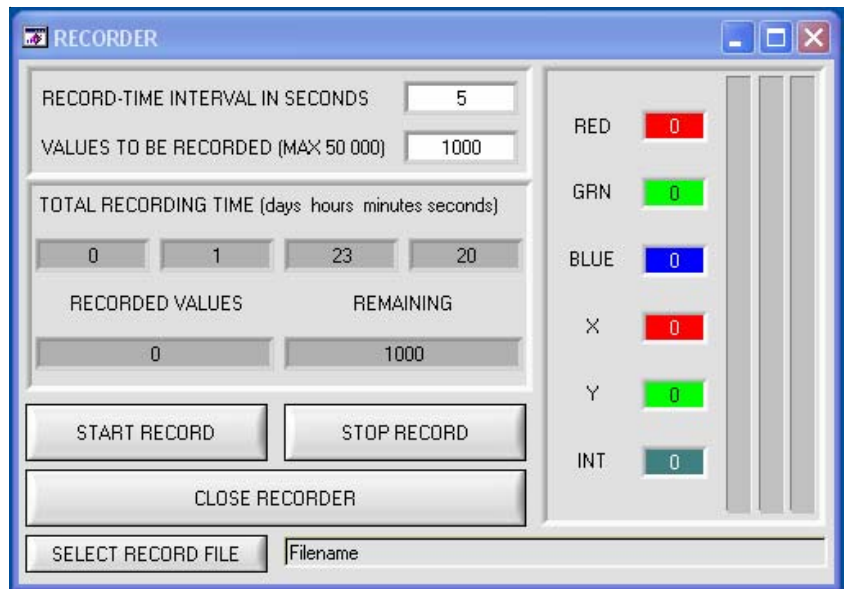 RECORDER
RECORD-TIME INTERVAL IN SECONDS 5
VALUES TO BE RECORDED (MAX 50 000) 1000
TOTAL RECORDING TIME (days hours minutes seconds)
0 1 23 20
RECORDED VALUES REMAINING
0 1000
START RECORD STOP RECORD
CLOSE RECORDER
SELECT RECORD FILE Filename
RED 0
GRN 0
BLUE 0
X 0
Y 0
INT 0